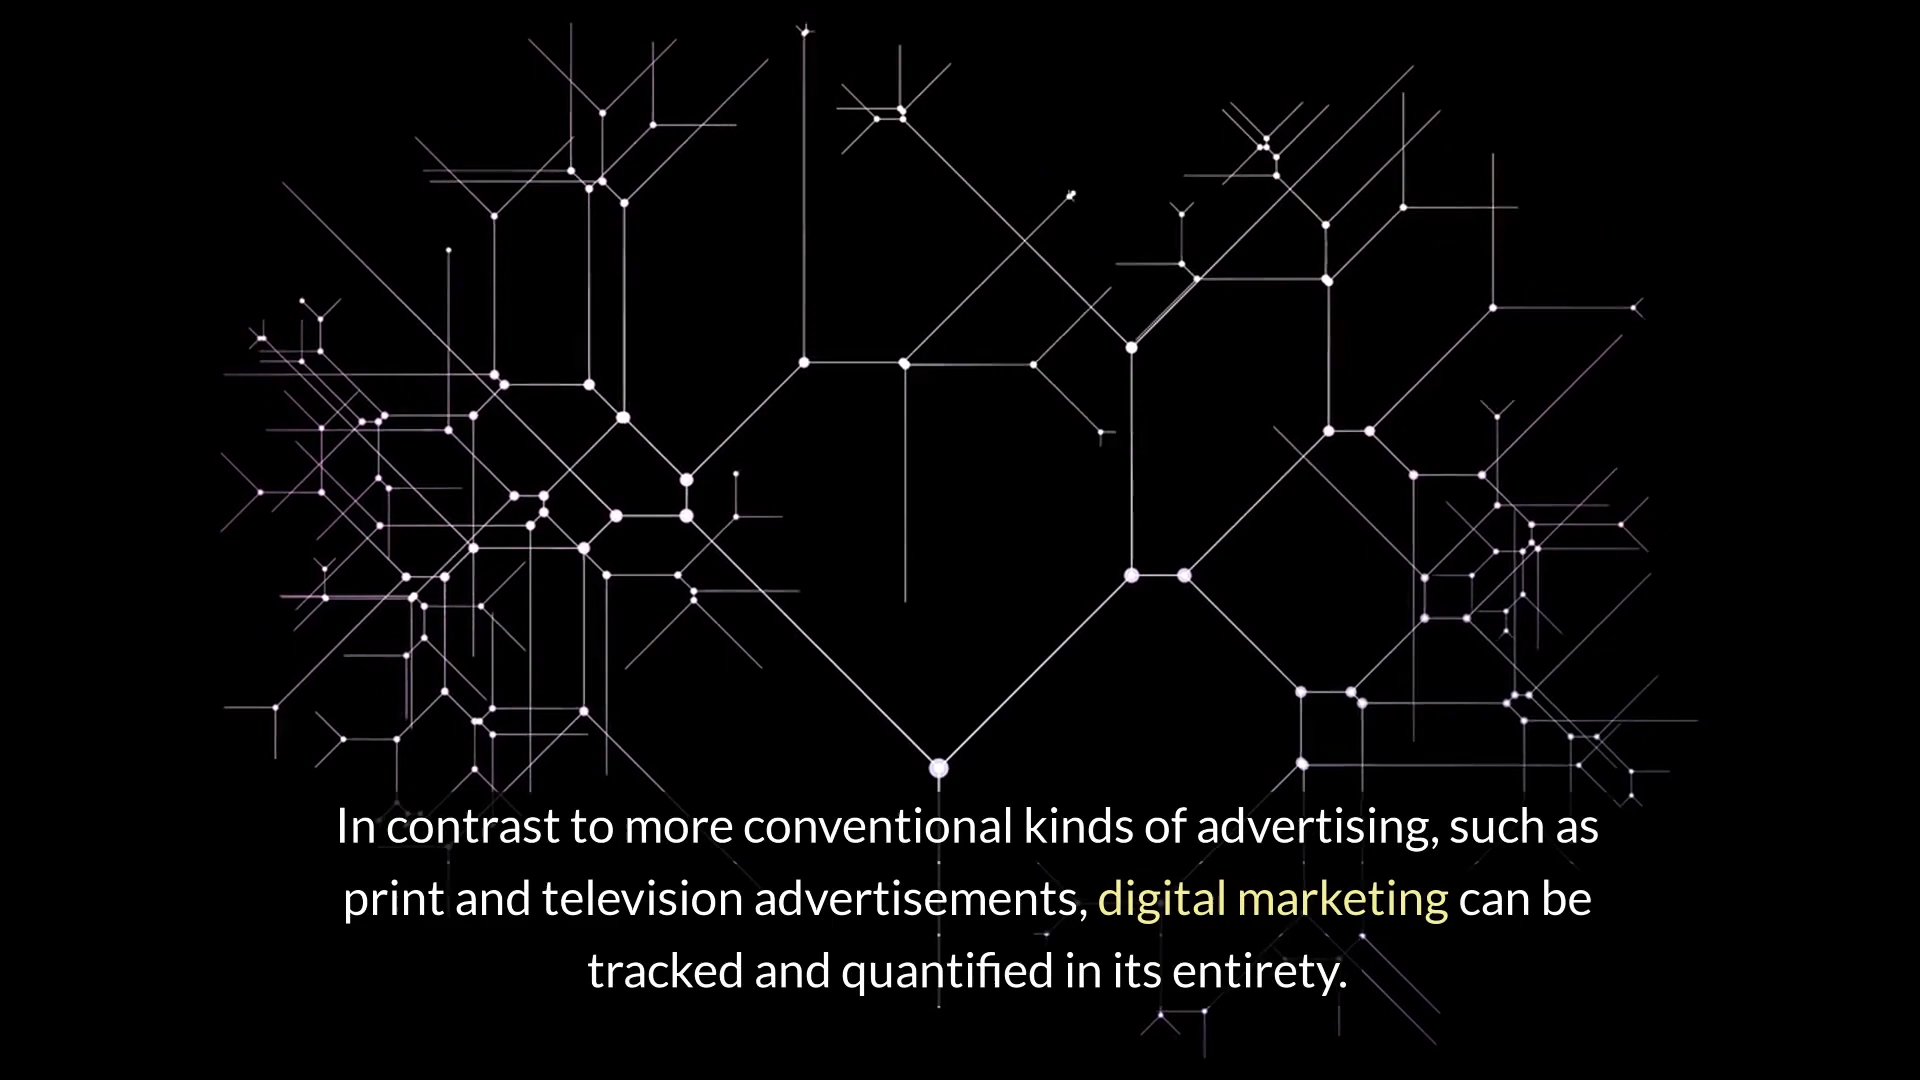 In contrast to more conventional kinds of advertising, such as
print and television advertisements, digital marketing can be
tracked and quantified in its entirety.